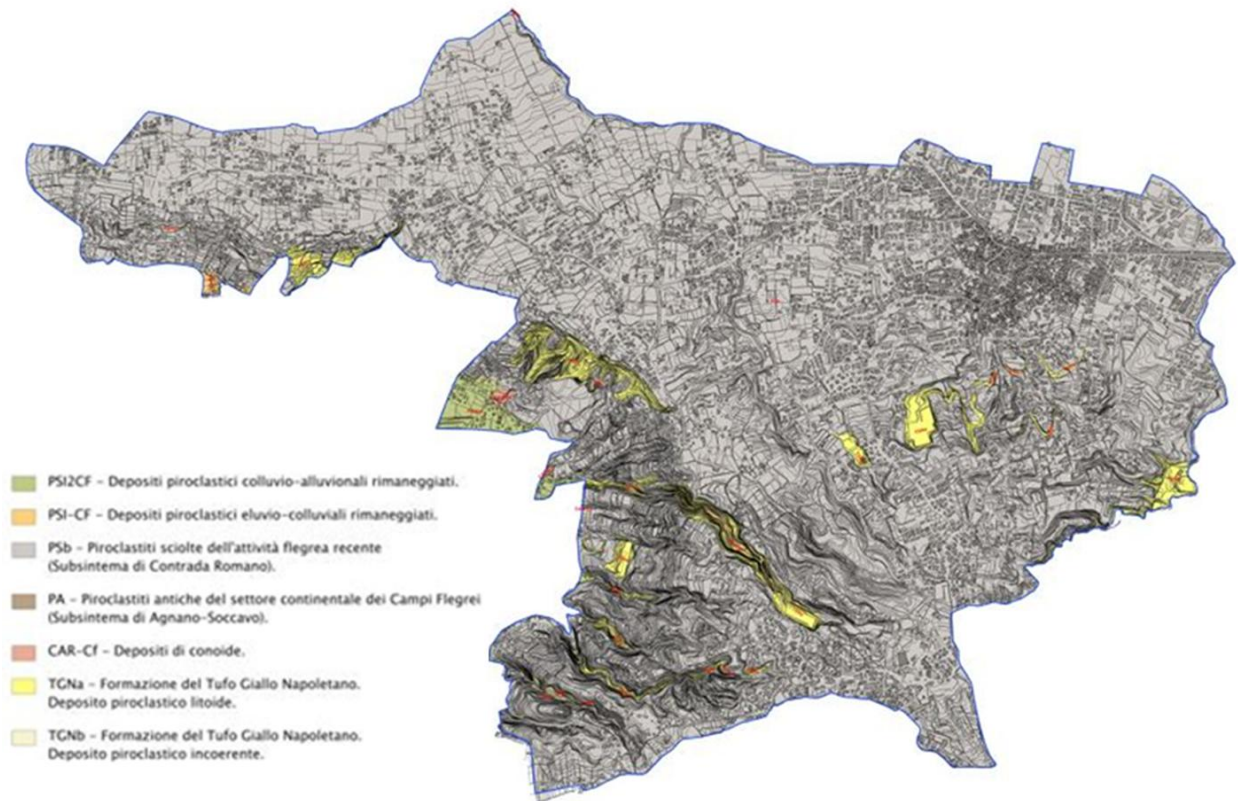 PSI2CF – Depositi piroclastici colluvio-alluvionali rimaneggiati.
PSI-CF – Depositi piroclastici eluvio-colluviali rimaneggiati.
PSb – Piroclastiti sciolte dell'attività flegrea recente
(Subsintema di Contrada Romano).
PA – Piroclastiti antiche del settore continentale dei Campi Flegrei
(Subsintema di Agnano-Soccavo).
CAR-Cf – Depositi di conoide.
TGNa – Formazione del Tufo Giallo Napoletano.
Deposito piroclastico litoide.
TGNb – Formazione del Tufo Giallo Napoletano.
Deposito piroclastico incoerente.